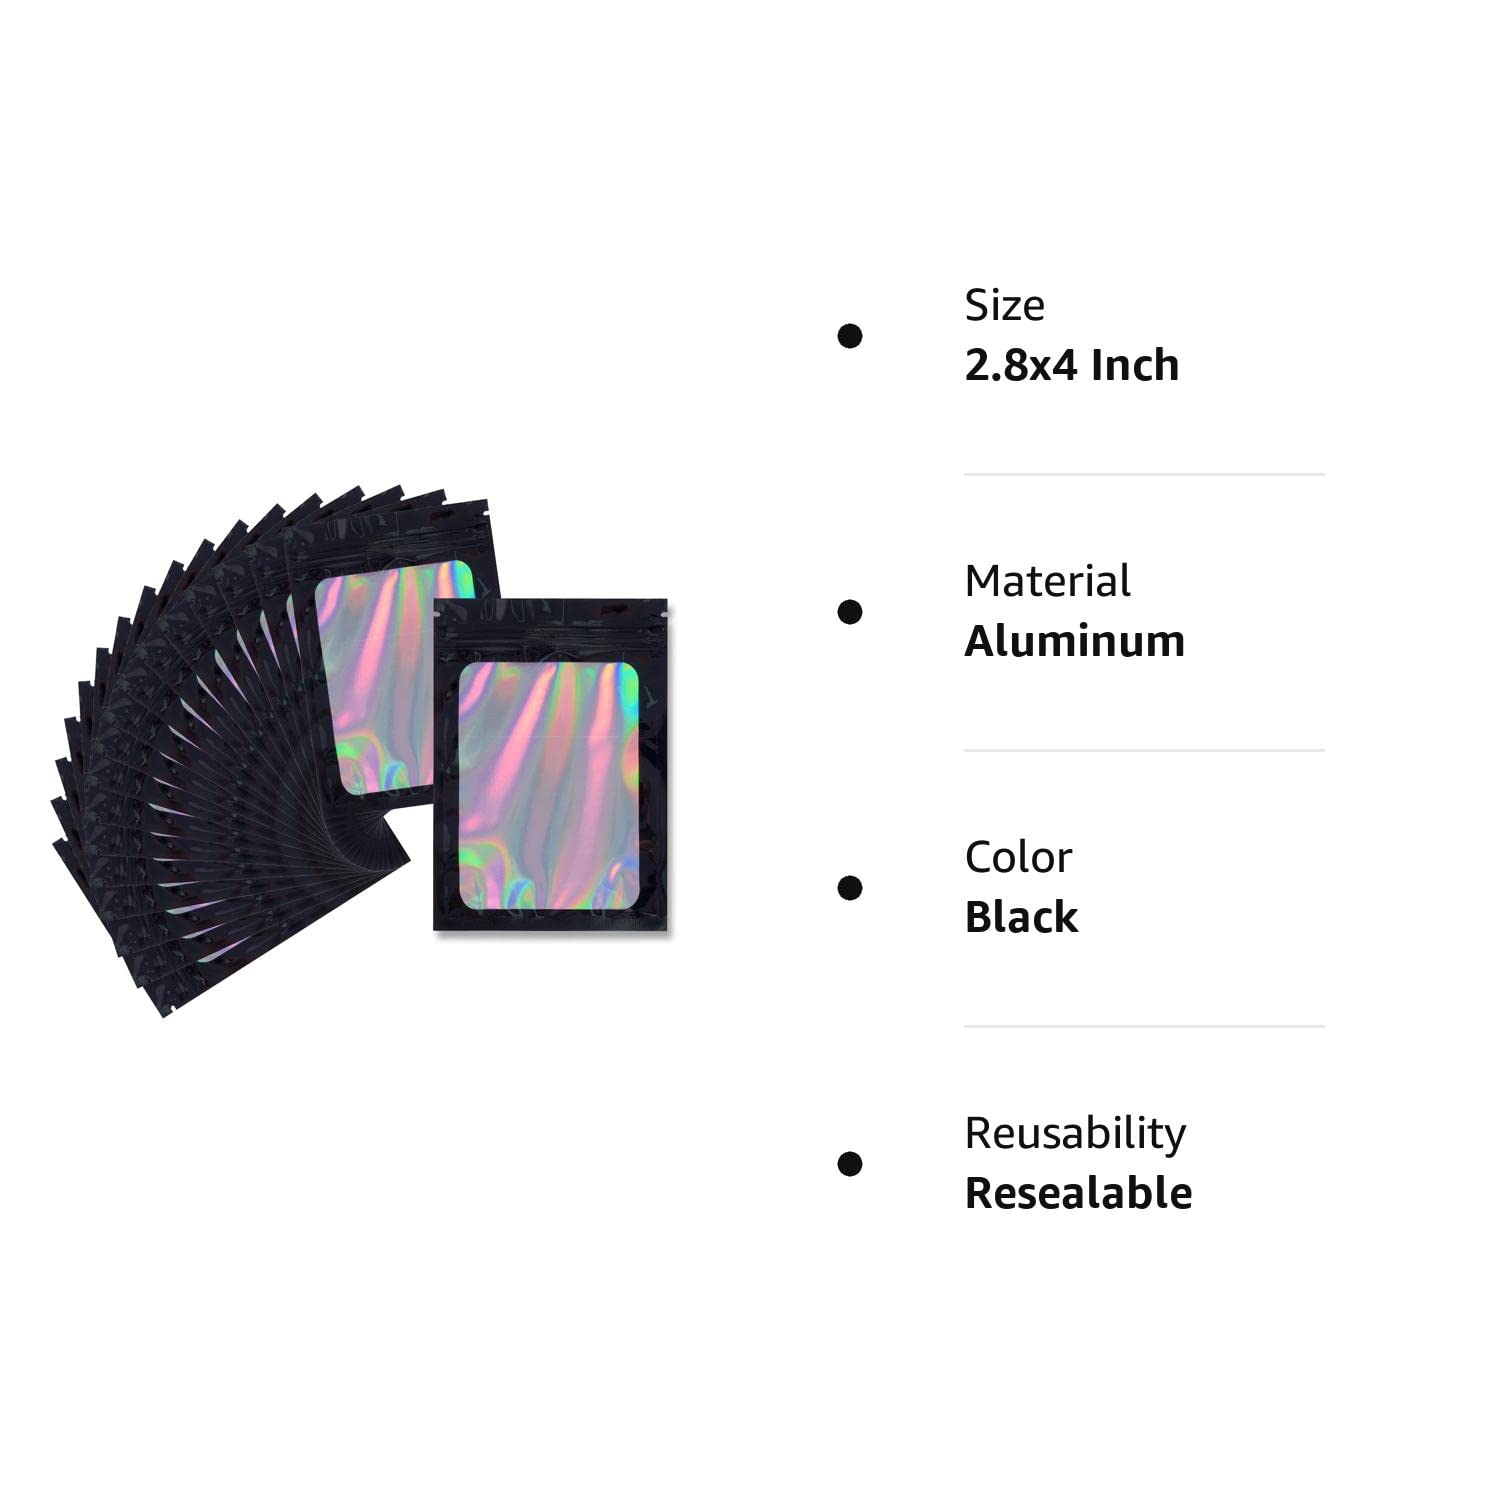 Size
2.8x4 Inch
Material
Aluminum
Color
Black
Reusability
Resealable